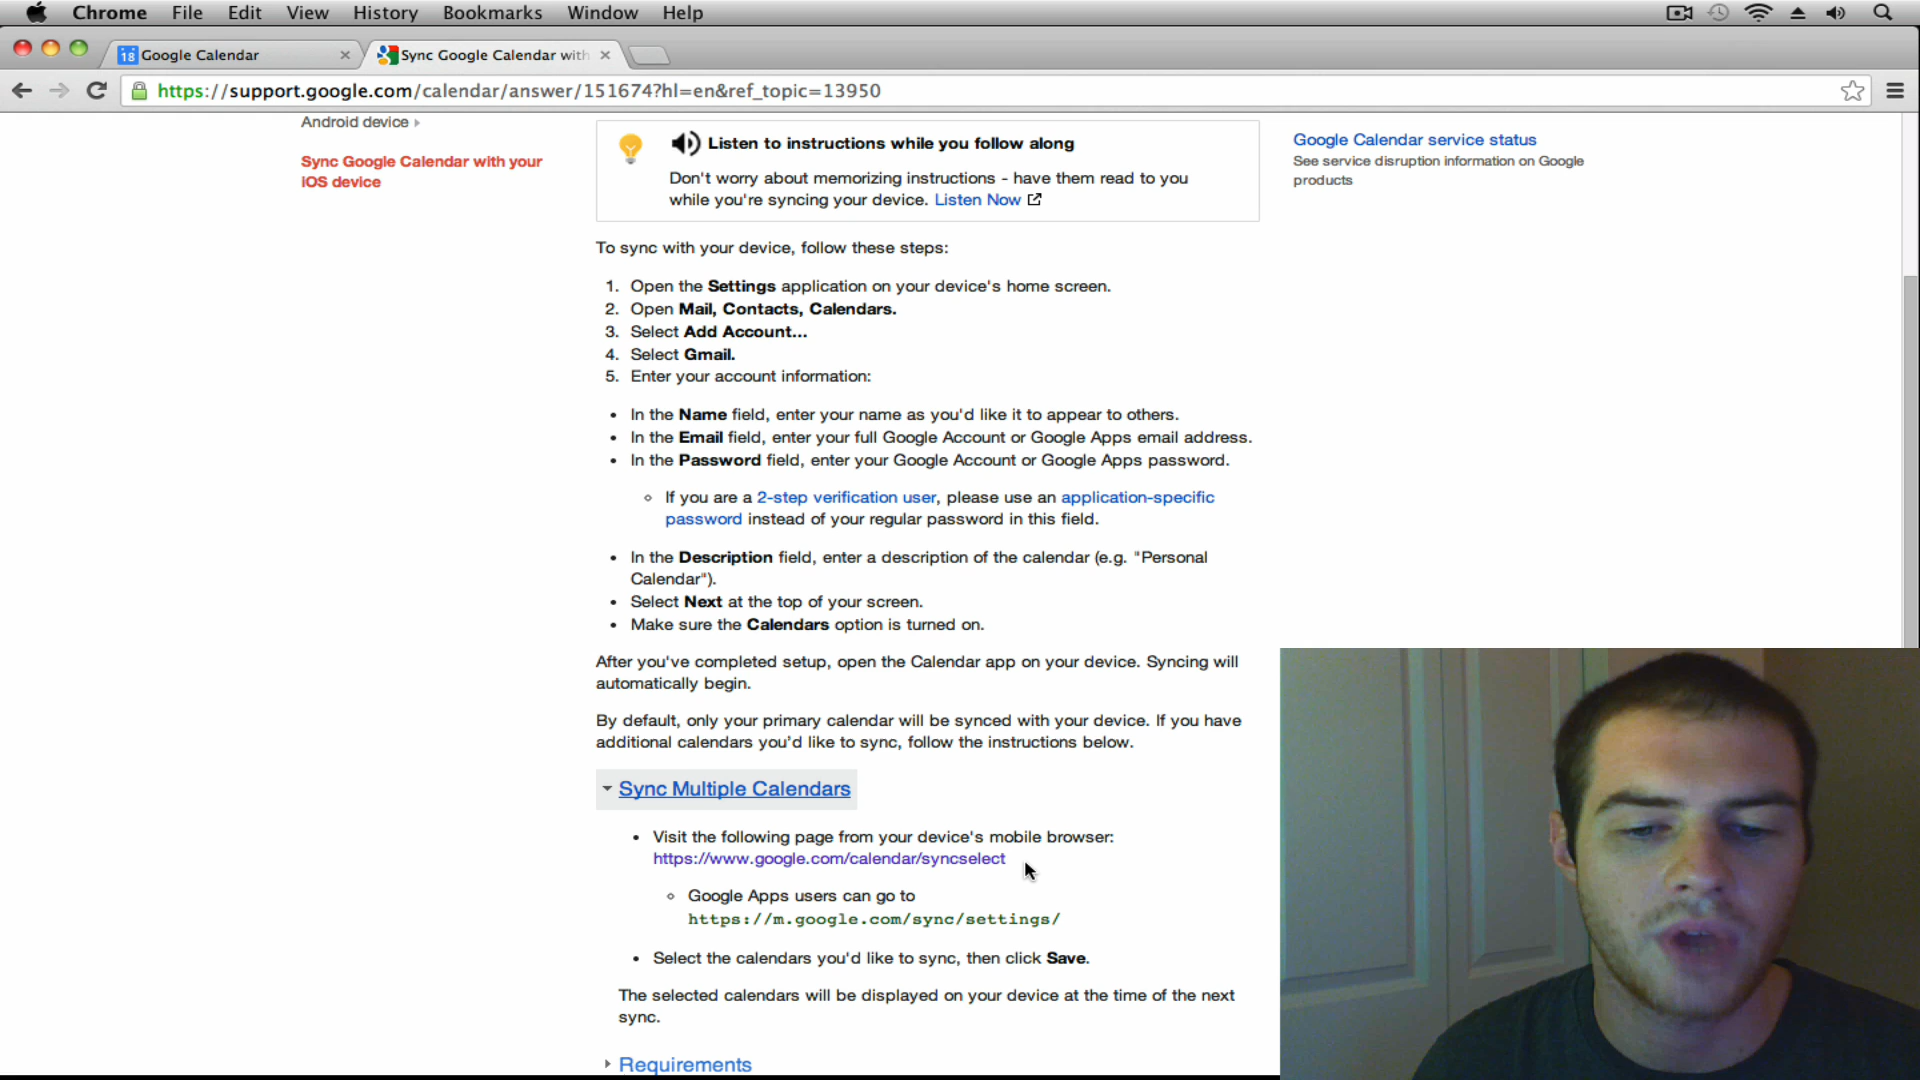 Chrome File Edit View History Bookmarks Window Help
18 Google Calendar
Sync Google Calendar with
https://support.google.com/calendar/answer/151674?hl=en&ref_topic=13950
Android device
Sync Google Calendar with your
iOS device
Listen to instructions while you follow along
Don't worry about memorizing instructions - have them read to you
while you're syncing your device. Listen Now
Google Calendar service status
See service disruption information on Google
products
To sync with your device, follow these steps:
1. Open the Settings application on your device's home screen.
2. Open Mail, Contacts, Calendars.
3. Select Add Account...
4. Select Gmail.
5. Enter your account information:
• In the Name field, enter your name as you'd like it to appear to others.
• In the Email field, enter your full Google Account or Google Apps email address.
• In the Password field, enter your Google Account or Google Apps password.
◦ If you are a 2-step verification user, please use an application-specific
password instead of your regular password in this field.
• In the Description field, enter a description of the calendar (e.g. "Personal
Calendar").
• Select Next at the top of your screen.
• Make sure the Calendars option is turned on.
After you've completed setup, open the Calendar app on your device. Syncing will
automatically begin.
By default, only your primary calendar will be synced with your device. If you have
additional calendars you’d like to sync, follow the instructions below.
Sync Multiple Calendars
• Visit the following page from your device's mobile browser:
https://www.google.com/calendar/syncselect
◦ Google Apps users can go to
https://m.google.com/sync/settings/
• Select the calendars you'd like to sync, then click Save.
The selected calendars will be displayed on your device at the time of the next
sync.
Requirements